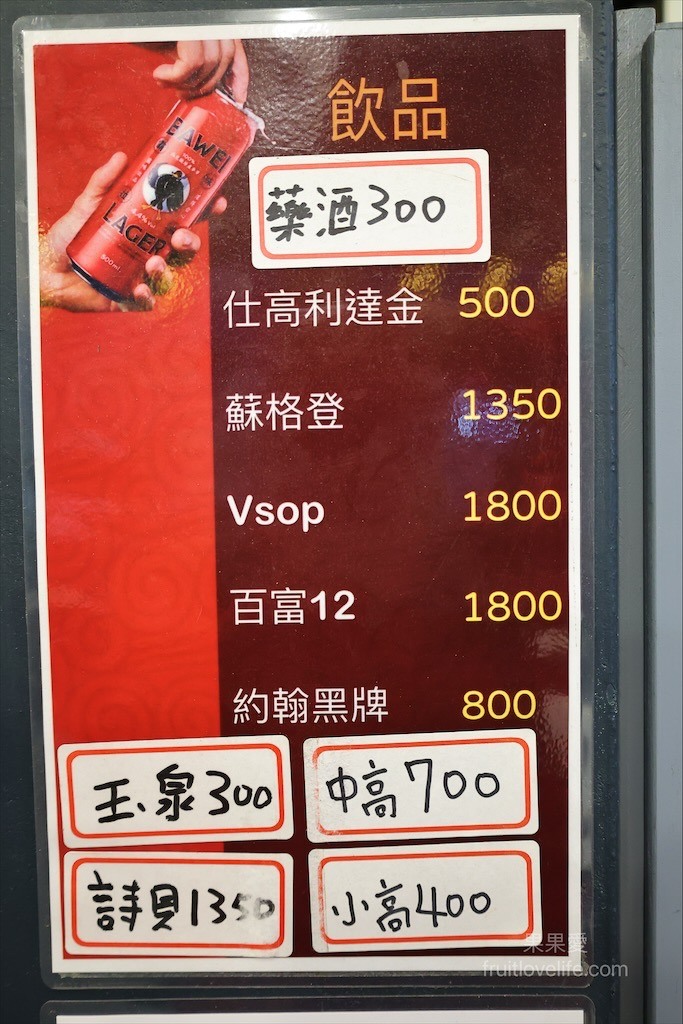 BAWEI
LAGER
500ml
飲品
藥酒300
仕高利達金 500
蘇格登 1350
Vsop 1800
百富12 1800
約翰黑牌 800
玉泉300
中高700
詩貝1350
小高400
果果愛
fruitlovelife.com